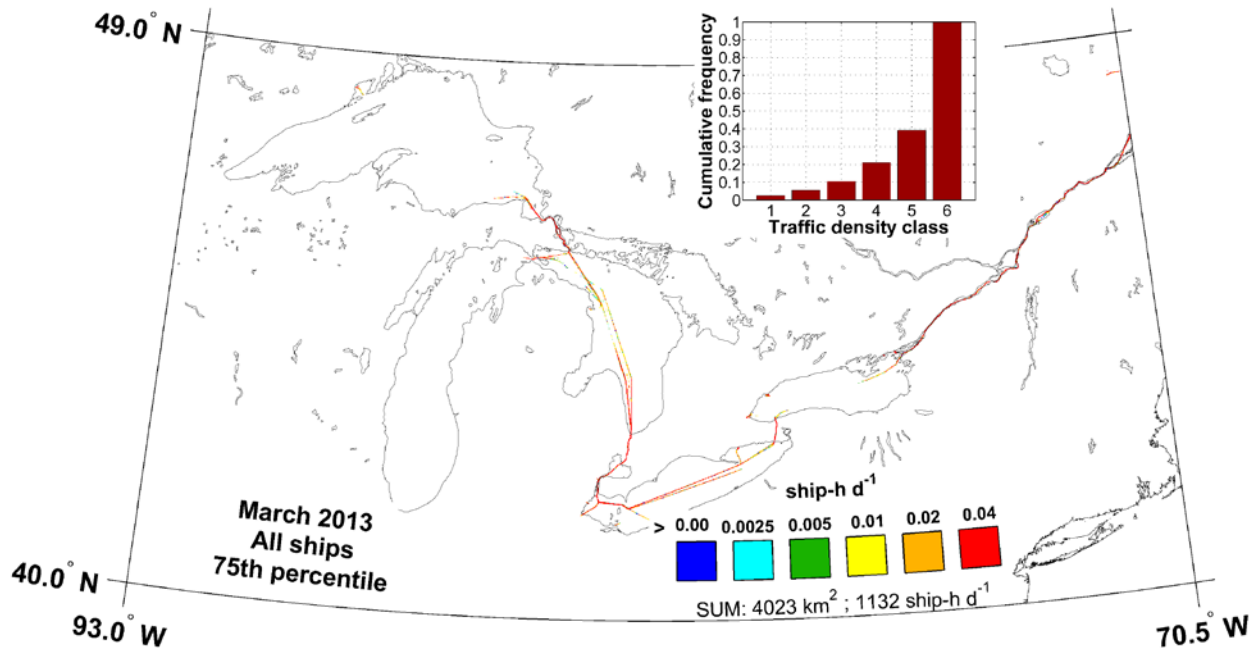 49.0° N
1
0.9
0.8
0.7
0.6
0.5
0.4
0.3
0.2
0.1
0
Cumulative frequency
1 2 3 4 5 6
Traffic density class
March 2013
All ships
75th percentile
ship-h d⁻¹
> 0.00 0.0025 0.005 0.01 0.02 0.04
SUM: 4023 km² ; 1132 ship-h d⁻¹
40.0° N
93.0° W
70.5° W